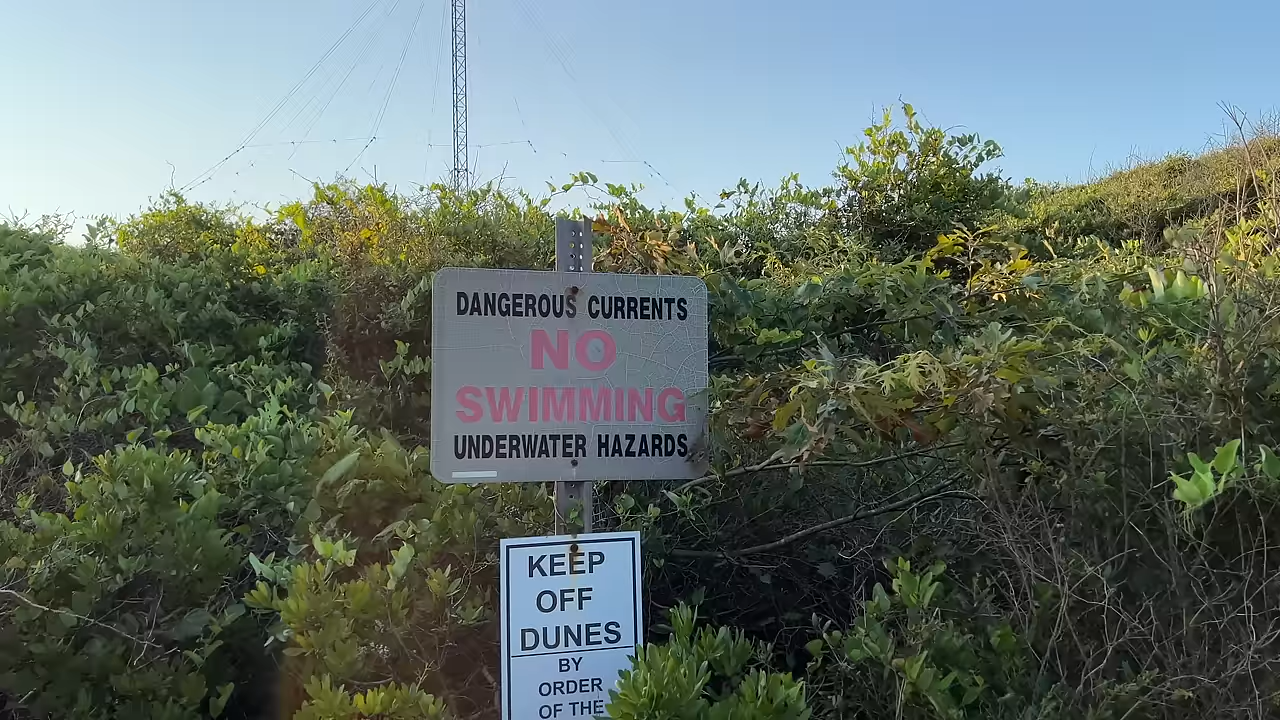 DANGEROUS CURRENTS
NO
SWIMMING
UNDERWATER HAZARDS
KEEP
OFF
DUNES
BY
ORDER
OF THE